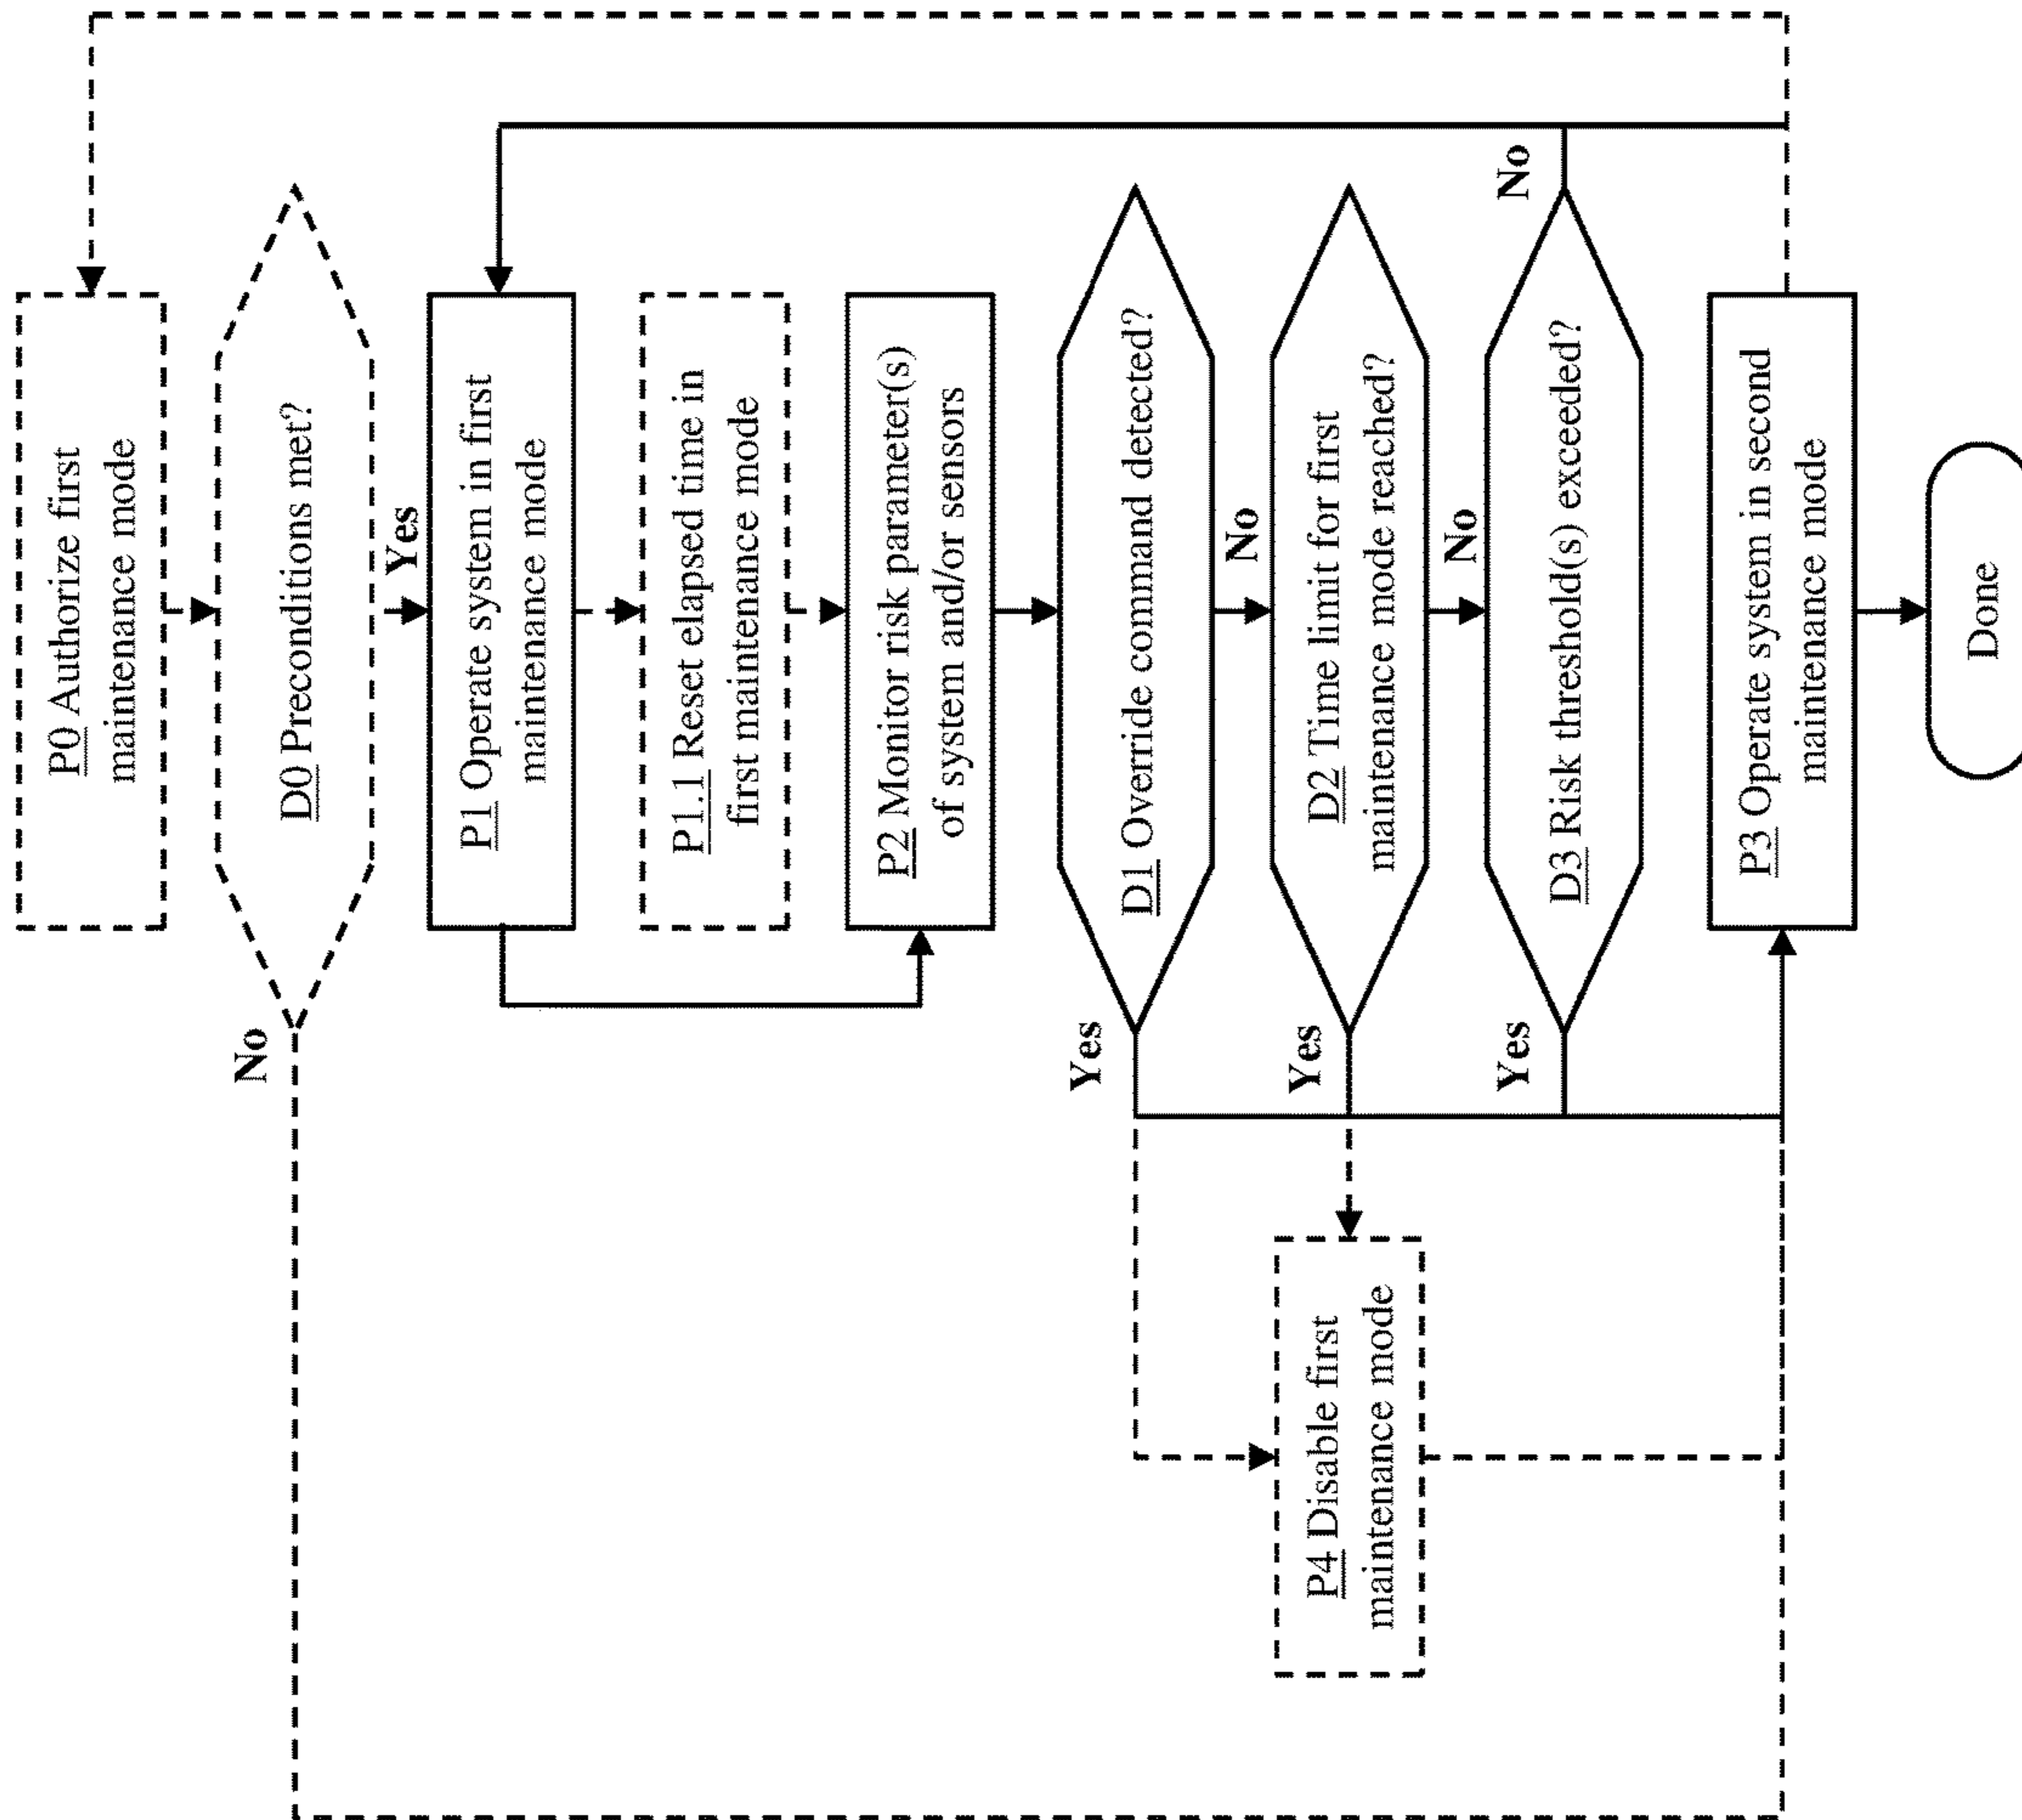 P0 Authorize first
maintenance mode
D0 Preconditions met?
No
Yes
P1 Operate system in first
maintenance mode
P1.1 Reset elapsed time in
first maintenance mode
P2 Monitor risk parameter(s)
of system and/or sensors
D1 Override command detected?
Yes
No
D2 Time limit for first
maintenance mode reached?
Yes
No
D3 Risk threshold(s) exceeded?
Yes
No
P4 Disable first
maintenance mode
P3 Operate system in second
maintenance mode
Done